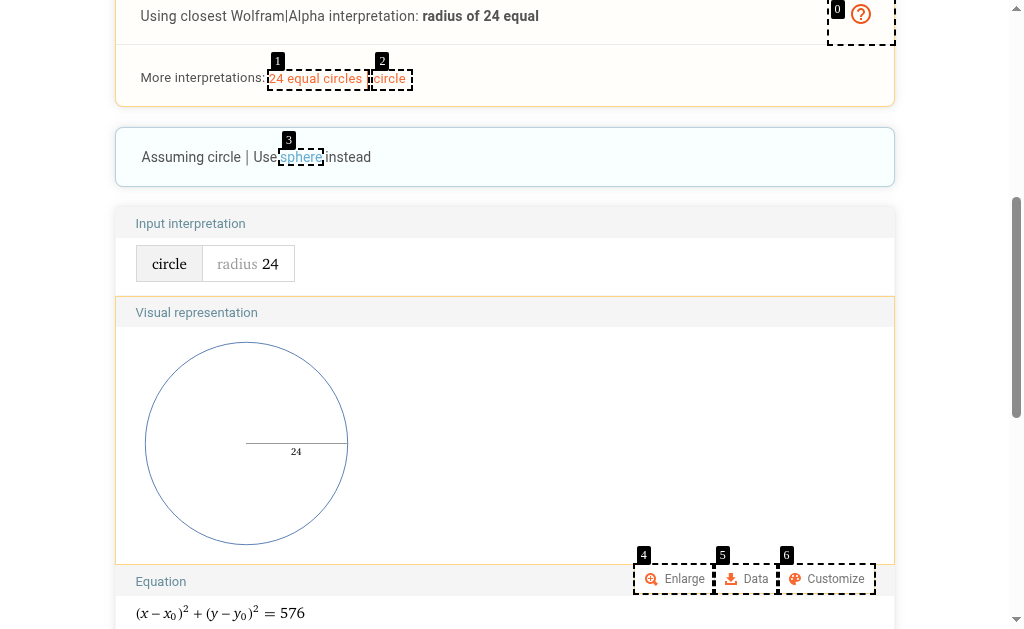 Using closest Wolfram|Alpha interpretation: radius of 24 equal
0
1
2
More interpretations: 24 equal circles circle
3
Assuming circle | Use sphere instead
Input interpretation
circle radius 24
Visual representation
24
4 5 6
Equation Enlarge Data Customize
(x − x₀)² + (y − y₀)² = 576